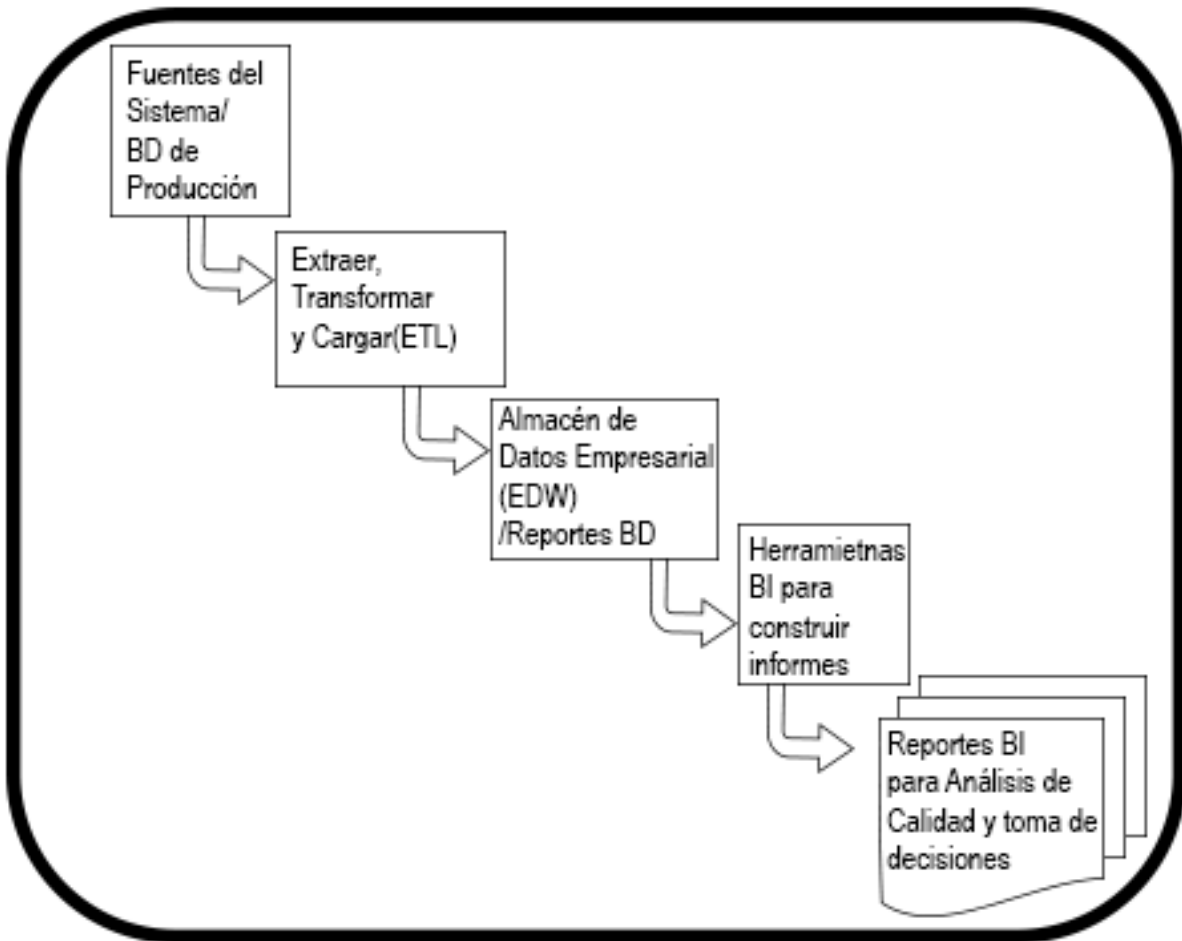 Fuentes del
Sistema/
BD de
Producción
Extraer,
Transformar
y Cargar(ETL)
Almacén de
Datos Empresarial
(EDW)
/Reportes BD
Herramietnas
BI para
construir
informes
Reportes BI
para Análisis de
Calidad y toma de
decisiones